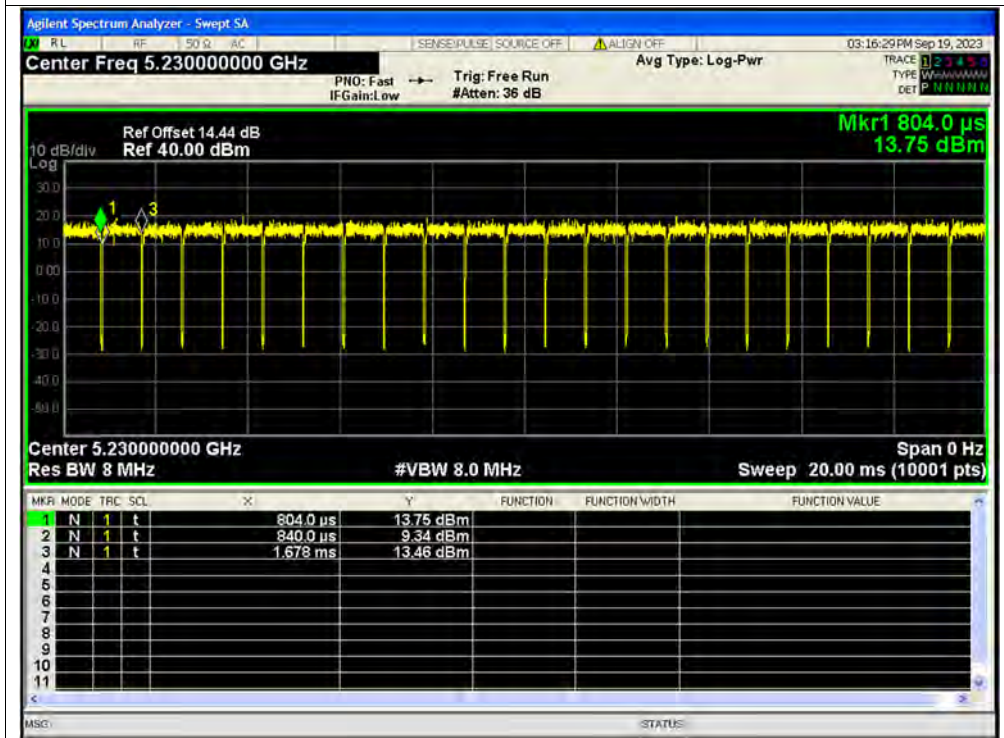 Agilent Spectrum Analyzer - Swept SA
RL RF 50 Ω AC SENSE:PULSE SOURCE OFF ALIGN OFF 03:16:29 PM Sep 19, 2023
Center Freq 5.230000000 GHz
Avg Type: Log-Pwr
TRACE 1 2 3 4 5 6
PNO: Fast Trig: Free Run
TYPE
IFGain:Low #Atten: 36 dB
DET P N N N N N
Mkr1 804.0 µs
Ref Offset 14.44 dB
10 dB/div Ref 40.00 dBm
13.75 dBm
Log
30.0
20.0
1
3
10.0
0.00
-10.0
-20.0
-30.0
-40.0
-50.0
Center 5.230000000 GHz Span 0 Hz
Res BW 8 MHz #VBW 8.0 MHz Sweep 20.00 ms (10001 pts)
MKR MODE TRC SCL X Y FUNCTION FUNCTION WIDTH FUNCTION VALUE
1 N 1 t 804.0 µs 13.75 dBm
2 N 1 t 840.0 µs 9.34 dBm
3 N 1 t 1.678 ms 13.46 dBm
4
5
6
7
8
9
10
11
MSG STATUS